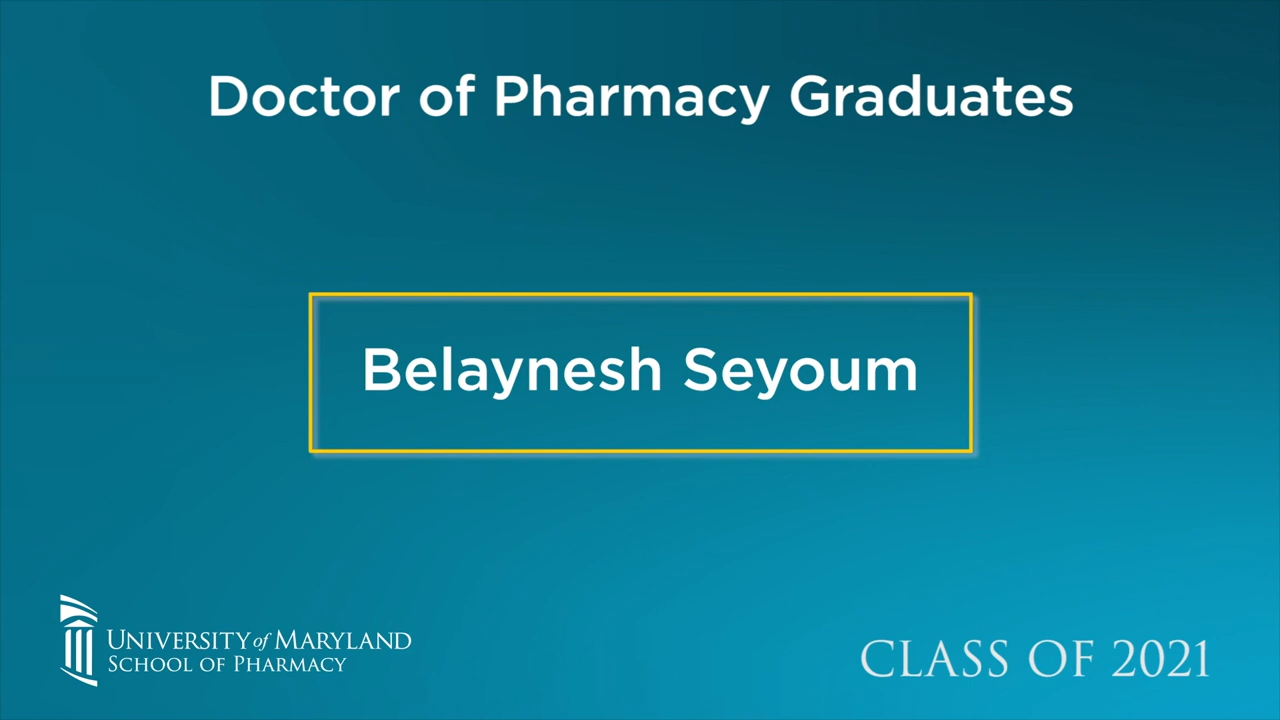 Doctor of Pharmacy Graduates
Belaynesh Seyoum
UNIVERSITY of MARYLAND
SCHOOL OF PHARMACY
CLASS OF 2021